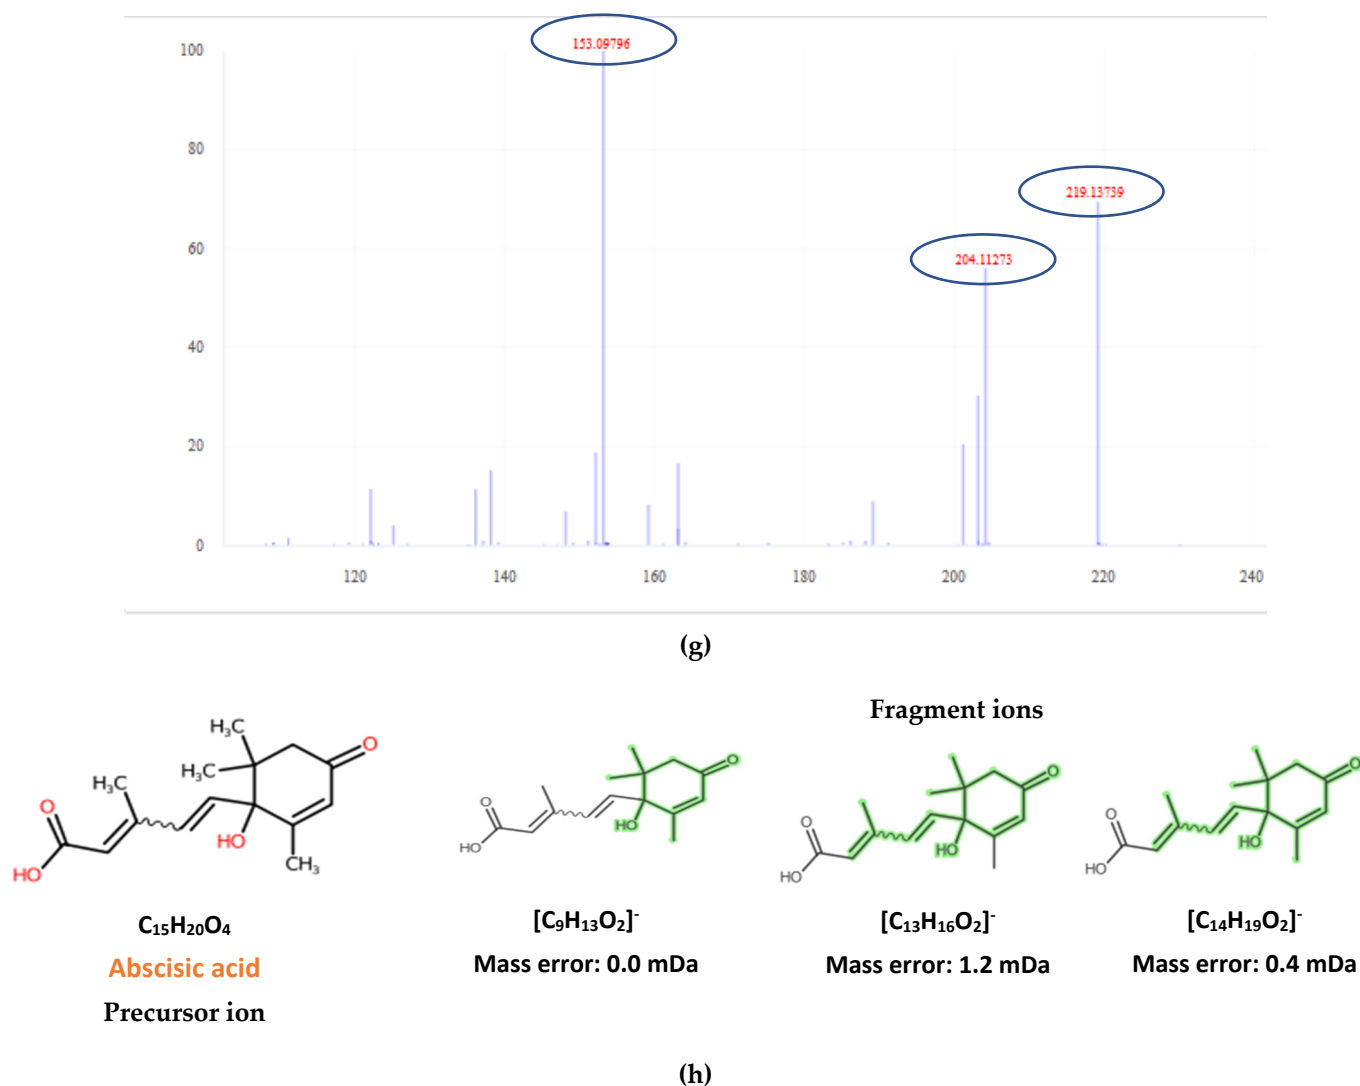 153.09796
100
80
219.13739
60
204.11273
40
20
0
120 140 160 180 200 220 240
(g)
Fragment ions
H₃C
O
H₃C
H₃C
O
HO
HO
CH₃
O
HO
HO
O
O
HO
HO
O
O
HO
HO
O
C₁₅H₂₀O₄
[C₉H₁₃O₂]⁻
[C₁₃H₁₆O₂]⁻
[C₁₄H₁₉O₂]⁻
Abscisic acid
Mass error: 0.0 mDa
Mass error: 1.2 mDa
Mass error: 0.4 mDa
Precursor ion
(h)